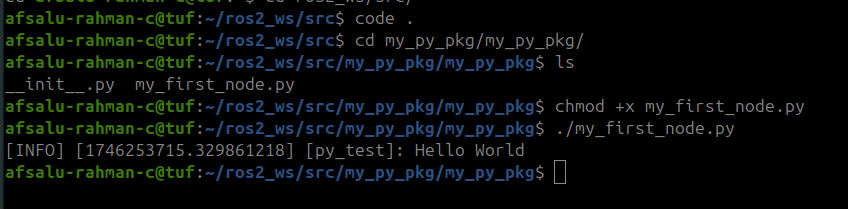 cd ros2_ws/src/
afsalu-rahman-c@tuf:~/ros2_ws/src$ code .
afsalu-rahman-c@tuf:~/ros2_ws/src$ cd my_py_pkg/my_py_pkg/
afsalu-rahman-c@tuf:~/ros2_ws/src/my_py_pkg/my_py_pkg$ ls
__init__.py  my_first_node.py
afsalu-rahman-c@tuf:~/ros2_ws/src/my_py_pkg/my_py_pkg$ chmod +x my_first_node.py
afsalu-rahman-c@tuf:~/ros2_ws/src/my_py_pkg/my_py_pkg$ ./my_first_node.py
[INFO] [1746253715.329861218] [py_test]: Hello World
afsalu-rahman-c@tuf:~/ros2_ws/src/my_py_pkg/my_py_pkg$